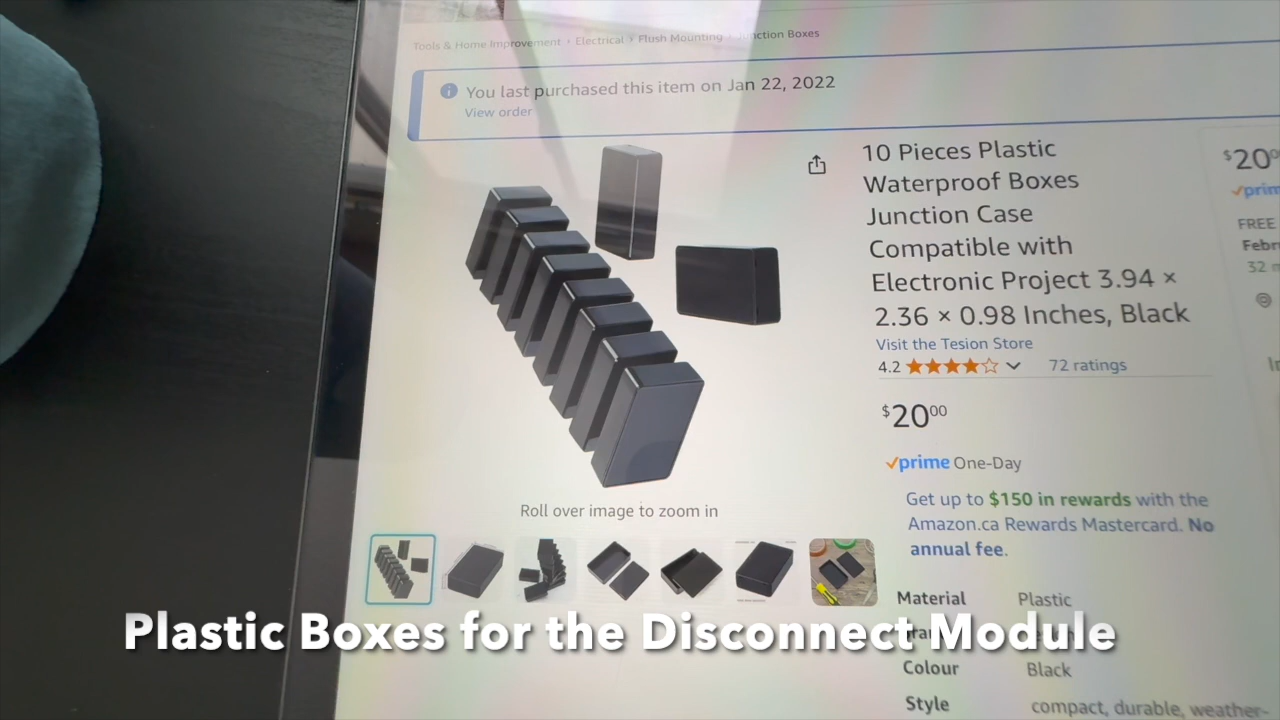 Tools & Home Improvement › Electrical › Flush Mounting › Junction Boxes
You last purchased this item on Jan 22, 2022
View order
10 Pieces Plastic
Waterproof Boxes
Junction Case
Compatible with
Electronic Project 3.94 ×
2.36 × 0.98 Inches, Black
Visit the Tesion Store
4.2
72 ratings
$20⁰⁰
prime One-Day
Get up to $150 in rewards with the
Amazon.ca Rewards Mastercard. No
annual fee.
Material Plastic
Colour Black
Style compact, durable, weather-
Roll over image to zoom in
$20
FREE
Plastic Boxes for the Disconnect Module